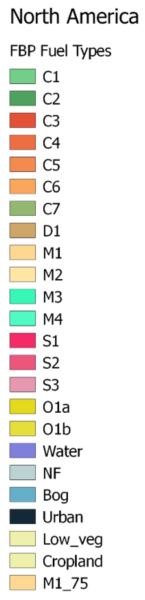 North America
FBP Fuel Types
C1
C2
C3
C4
C5
C6
C7
D1
M1
M2
M3
M4
S1
S2
S3
O1a
O1b
Water
NF
Bog
Urban
Low_veg
Cropland
M1_75